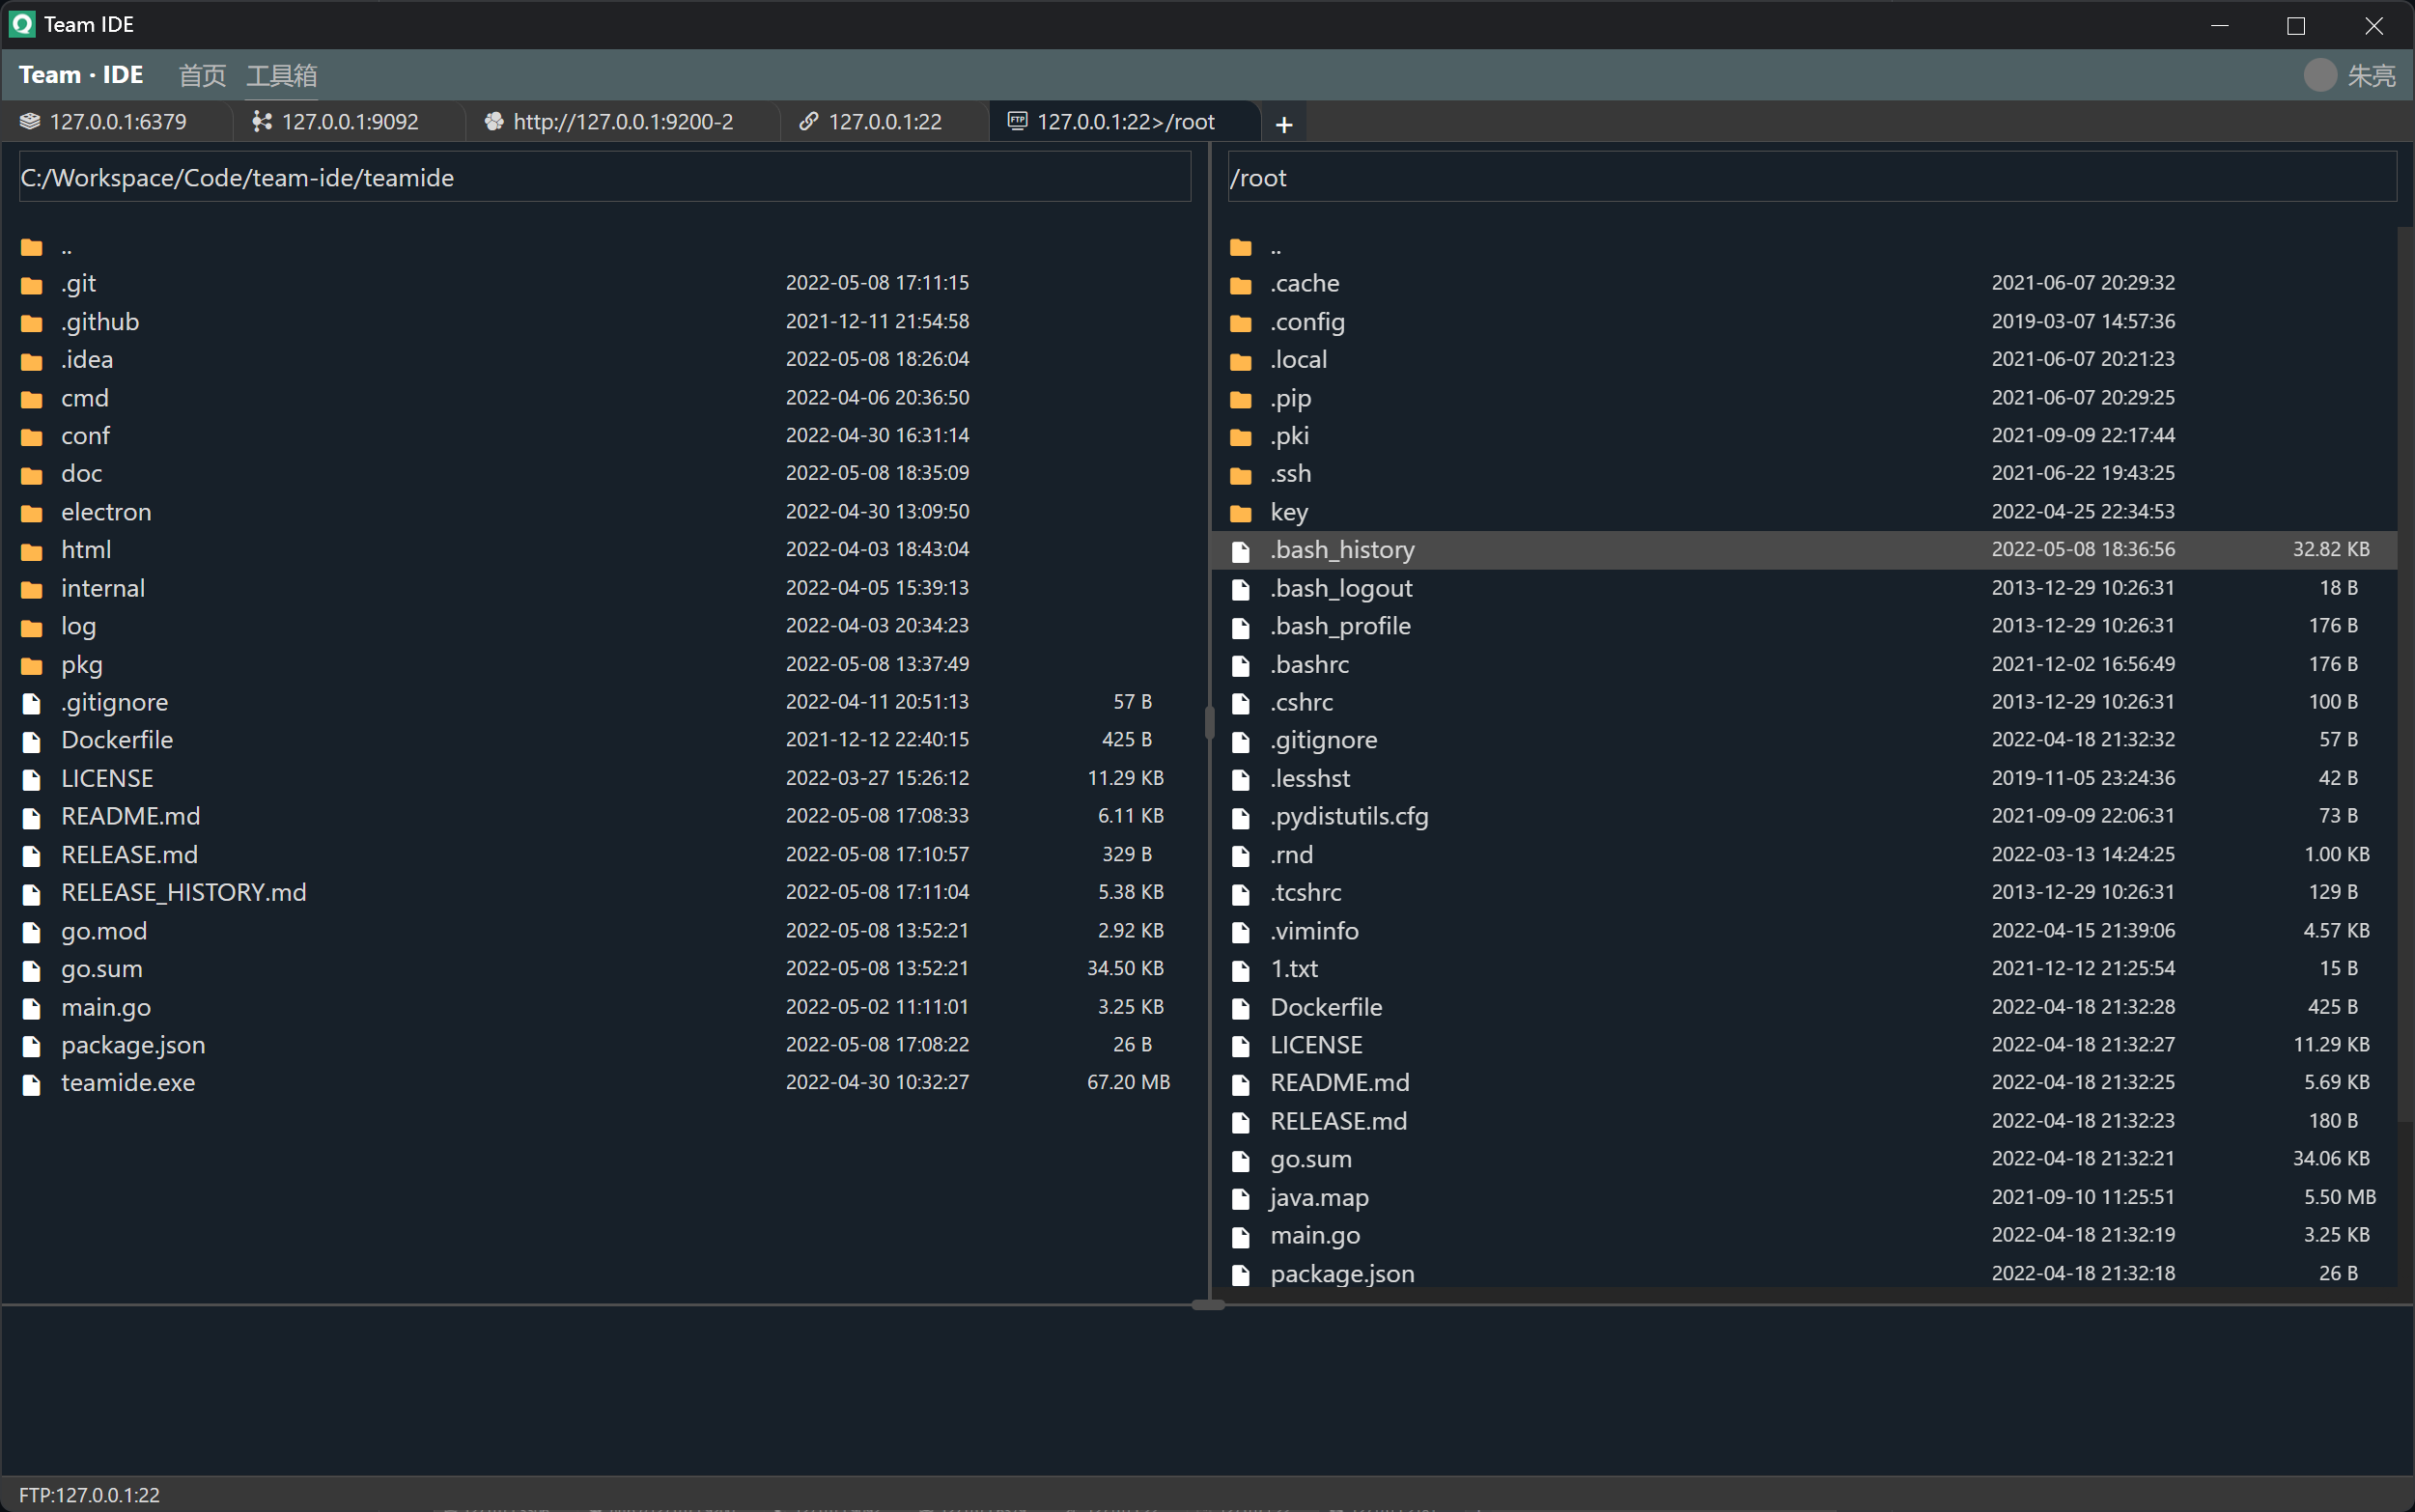 Team IDE
Team · IDE 首页 工具箱 朱亮
127.0.0.1:6379 127.0.0.1:9092 http://127.0.0.1:9200-2 127.0.0.1:22 127.0.0.1:22>/root +
C:/Workspace/Code/team-ide/teamide
..
.git 2022-05-08 17:11:15
.github 2021-12-11 21:54:58
.idea 2022-05-08 18:26:04
cmd 2022-04-06 20:36:50
conf 2022-04-30 16:31:14
doc 2022-05-08 18:35:09
electron 2022-04-30 13:09:50
html 2022-04-03 18:43:04
internal 2022-04-05 15:39:13
log 2022-04-03 20:34:23
pkg 2022-05-08 13:37:49
.gitignore 2022-04-11 20:51:13 57 B
Dockerfile 2021-12-12 22:40:15 425 B
LICENSE 2022-03-27 15:26:12 11.29 KB
README.md 2022-05-08 17:08:33 6.11 KB
RELEASE.md 2022-05-08 17:10:57 329 B
RELEASE_HISTORY.md 2022-05-08 17:11:04 5.38 KB
go.mod 2022-05-08 13:52:21 2.92 KB
go.sum 2022-05-08 13:52:21 34.50 KB
main.go 2022-05-02 11:11:01 3.25 KB
package.json 2022-05-08 17:08:22 26 B
teamide.exe 2022-04-30 10:32:27 67.20 MB
/root
..
.cache 2021-06-07 20:29:32
.config 2019-03-07 14:57:36
.local 2021-06-07 20:21:23
.pip 2021-06-07 20:29:25
.pki 2021-09-09 22:17:44
.ssh 2021-06-22 19:43:25
key 2022-04-25 22:34:53
.bash_history 2022-05-08 18:36:56 32.82 KB
.bash_logout 2013-12-29 10:26:31 18 B
.bash_profile 2013-12-29 10:26:31 176 B
.bashrc 2021-12-02 16:56:49 176 B
.cshrc 2013-12-29 10:26:31 100 B
.gitignore 2022-04-18 21:32:32 57 B
.lesshst 2019-11-05 23:24:36 42 B
.pydistutils.cfg 2021-09-09 22:06:31 73 B
.rnd 2022-03-13 14:24:25 1.00 KB
.tcshrc 2013-12-29 10:26:31 129 B
.viminfo 2022-04-15 21:39:06 4.57 KB
1.txt 2021-12-12 21:25:54 15 B
Dockerfile 2022-04-18 21:32:28 425 B
LICENSE 2022-04-18 21:32:27 11.29 KB
README.md 2022-04-18 21:32:25 5.69 KB
RELEASE.md 2022-04-18 21:32:23 180 B
go.sum 2022-04-18 21:32:21 34.06 KB
java.map 2021-09-10 11:25:51 5.50 MB
main.go 2022-04-18 21:32:19 3.25 KB
package.json 2022-04-18 21:32:18 26 B
FTP:127.0.0.1:22